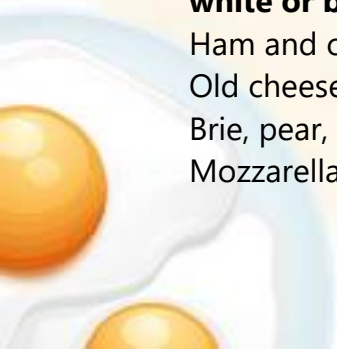 white or b
Ham and c
Old cheese
Brie, pear,
Mozzarella